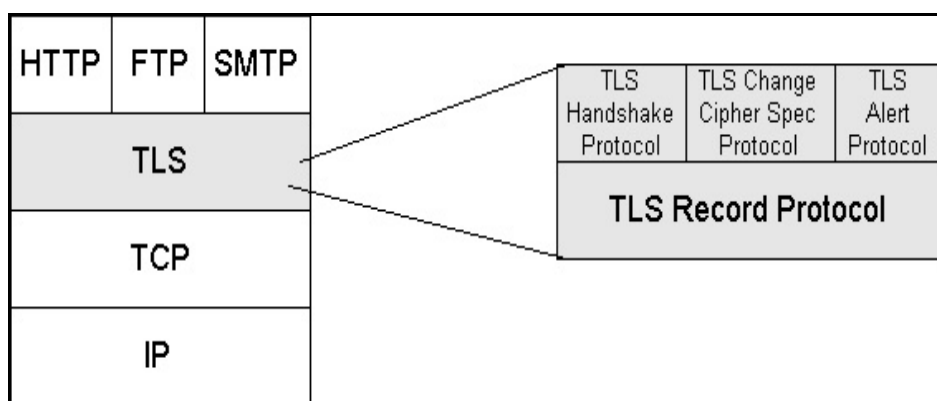 HTTP FTP SMTP
TLS
TCP
IP
TLS
Handshake
Protocol
TLS Change
Cipher Spec
Protocol
TLS
Alert
Protocol
TLS Record Protocol